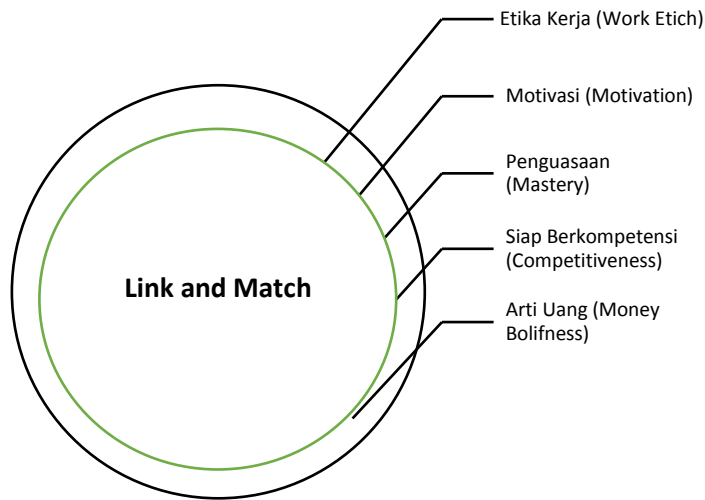 Etika Kerja (Work Etich)
Motivasi (Motivation)
Penguasaan
(Mastery)
Siap Berkompetensi
(Competitiveness)
Link and Match
Arti Uang (Money
Bolifness)